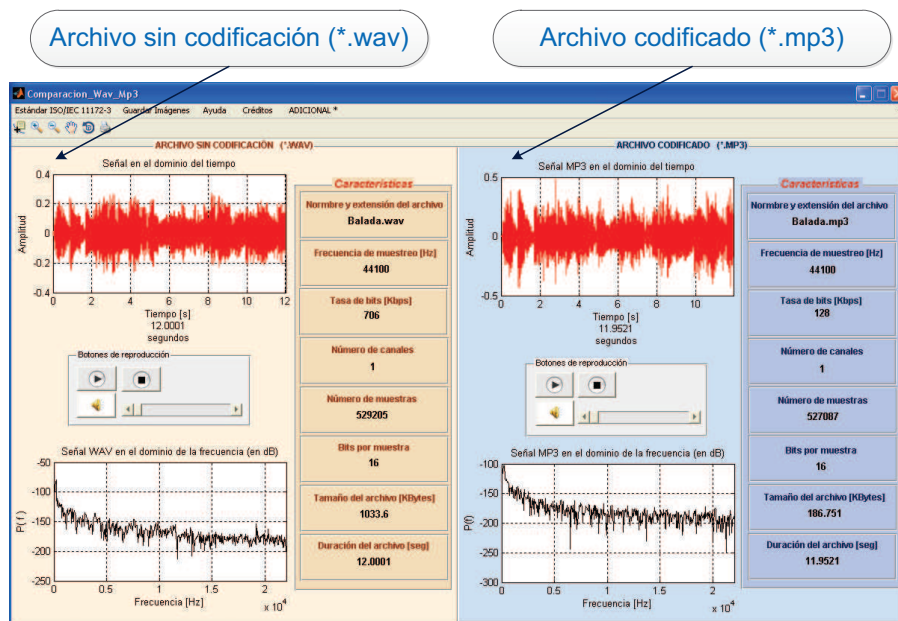 Archivo sin codificación (*.wav)
Archivo codificado (*.mp3)
Comparacion_Wav_Mp3
Estándar ISO/IEC 11172-3 Guardar Imágenes Ayuda Créditos ADICIONAL *
ARCHIVO SIN CODIFICACIÓN (*.WAV)
Señal en el dominio del tiempo
Amplitud
0.4
0.2
0
-0.2
-0.4
0 2 4 6 8 10 12
Tiempo [s]
12.0001
segundos
Botones de reproducción
Señal WAV en el dominio de la frecuencia (en dB)
P(f)
-50
-100
-150
-200
-250
0 0.5 1 1.5 2
x 10^4
Frecuencia [Hz]
Características
Normbre y extensión del archivo
Balada.wav
Frecuencia de muestreo [Hz]
44100
Tasa de bits [Kbps]
706
Número de canales
1
Número de muestras
529205
Bits por muestra
16
Tamaño del archivo [KBytes]
1033.6
Duración del archivo [seg]
12.0001
ARCHIVO CODIFICADO (*.MP3)
Señal MP3 en el dominio del tiempo
Amplitud
0.5
0
-0.5
0 2 4 6 8 10
Tiempo [s]
11.9521
segundos
Botones de reproducción
Señal MP3 en el dominio de la frecuencia (en dB)
P(f)
-100
-150
-200
-250
-300
0 0.5 1 1.5 2
x 10^4
Frecuencia [Hz]
Características
Normbre y extensión del archivo
Balada.mp3
Frecuencia de muestreo [Hz]
44100
Tasa de bits [Kbps]
128
Número de canales
1
Número de muestras
527087
Bits por muestra
16
Tamaño del archivo [KBytes]
186.751
Duración del archivo [seg]
11.9521